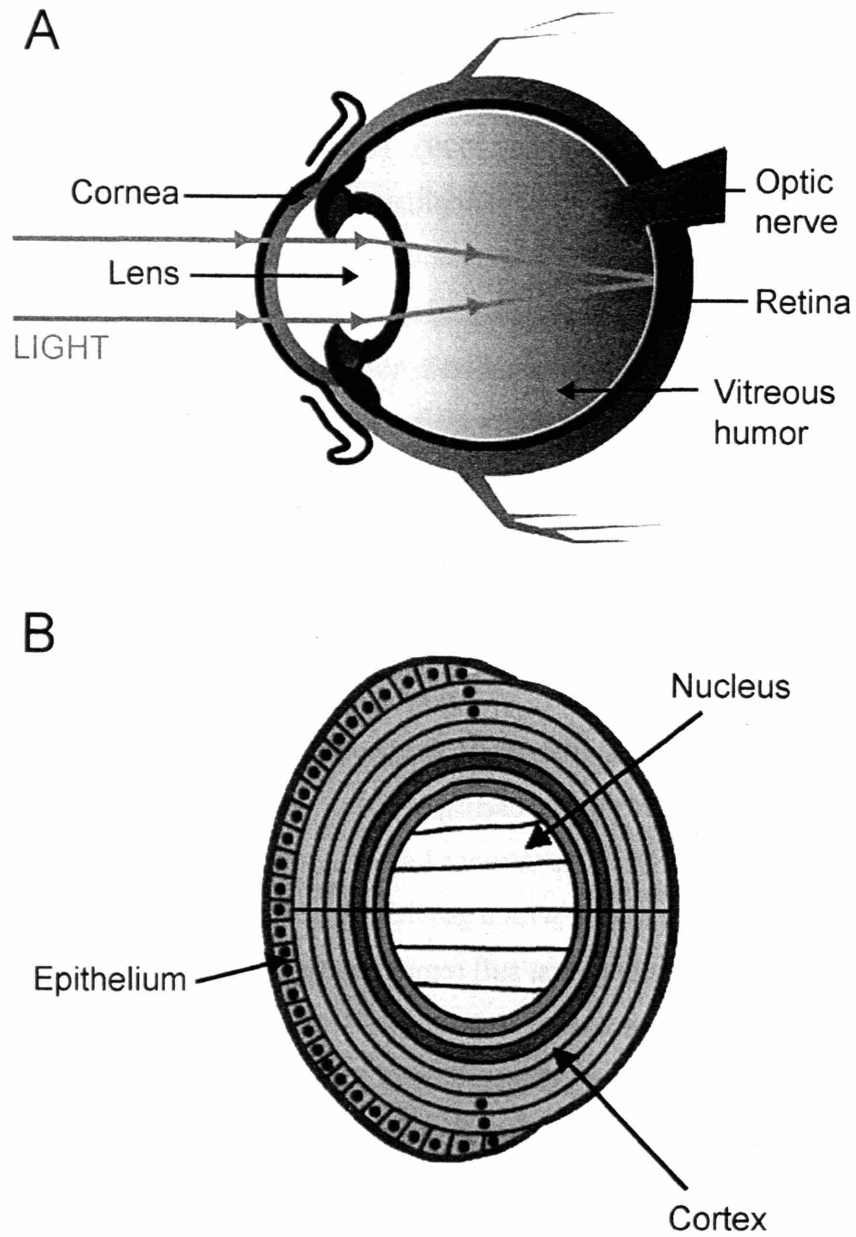 A
Cornea
Optic
nerve
Lens
Retina
LIGHT
Vitreous
humor
B
Nucleus
Epithelium
Cortex